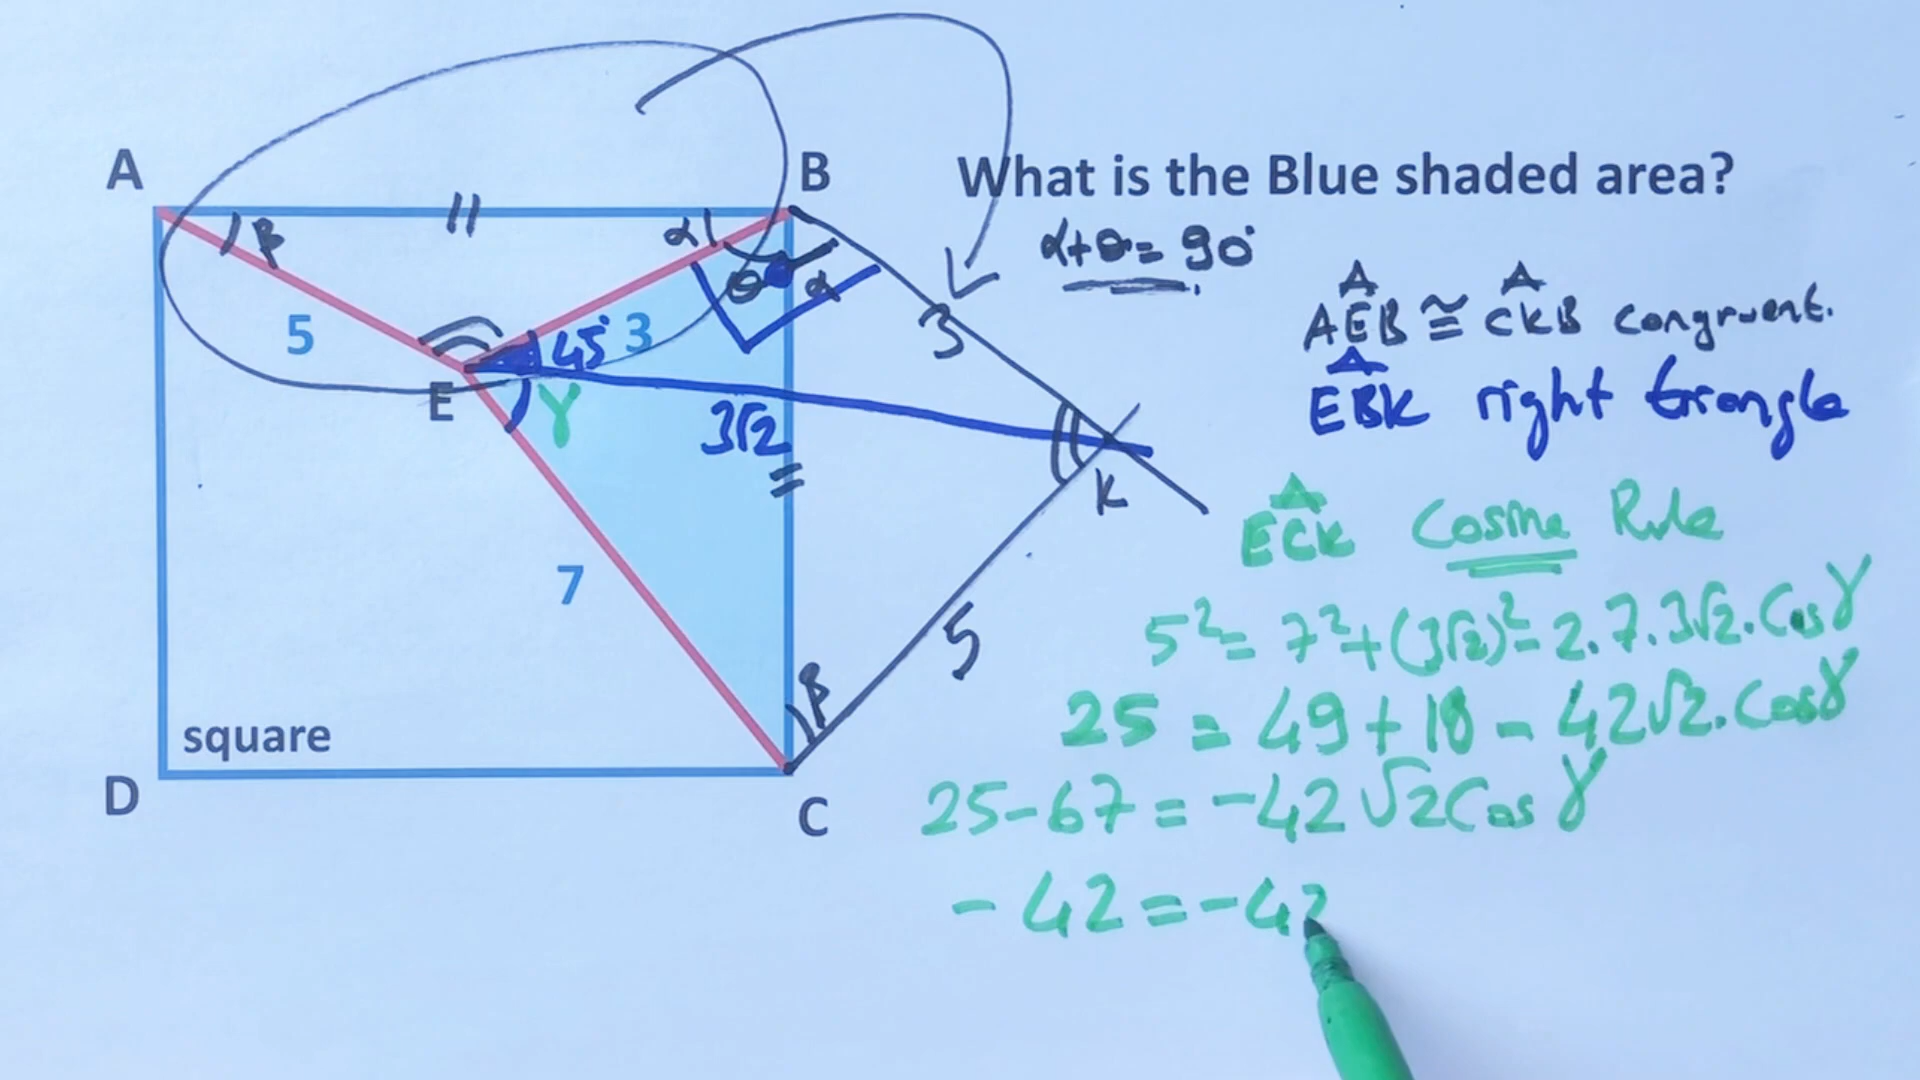 A
B
What is the Blue shaded area?
β
α
α+θ=90°
θ
α
AEB ≅ CKB congruent.
5
45°
3
3
E
γ
EBK right triangle
3√2
K
ECK Cosine Rule
7
5²=7²+(3√2)²-2.7.3√2.Cosγ
5
β
25 = 49+18-42√2.Cosγ
square
25-67=-42√2Cosγ
D
C
-42=-42